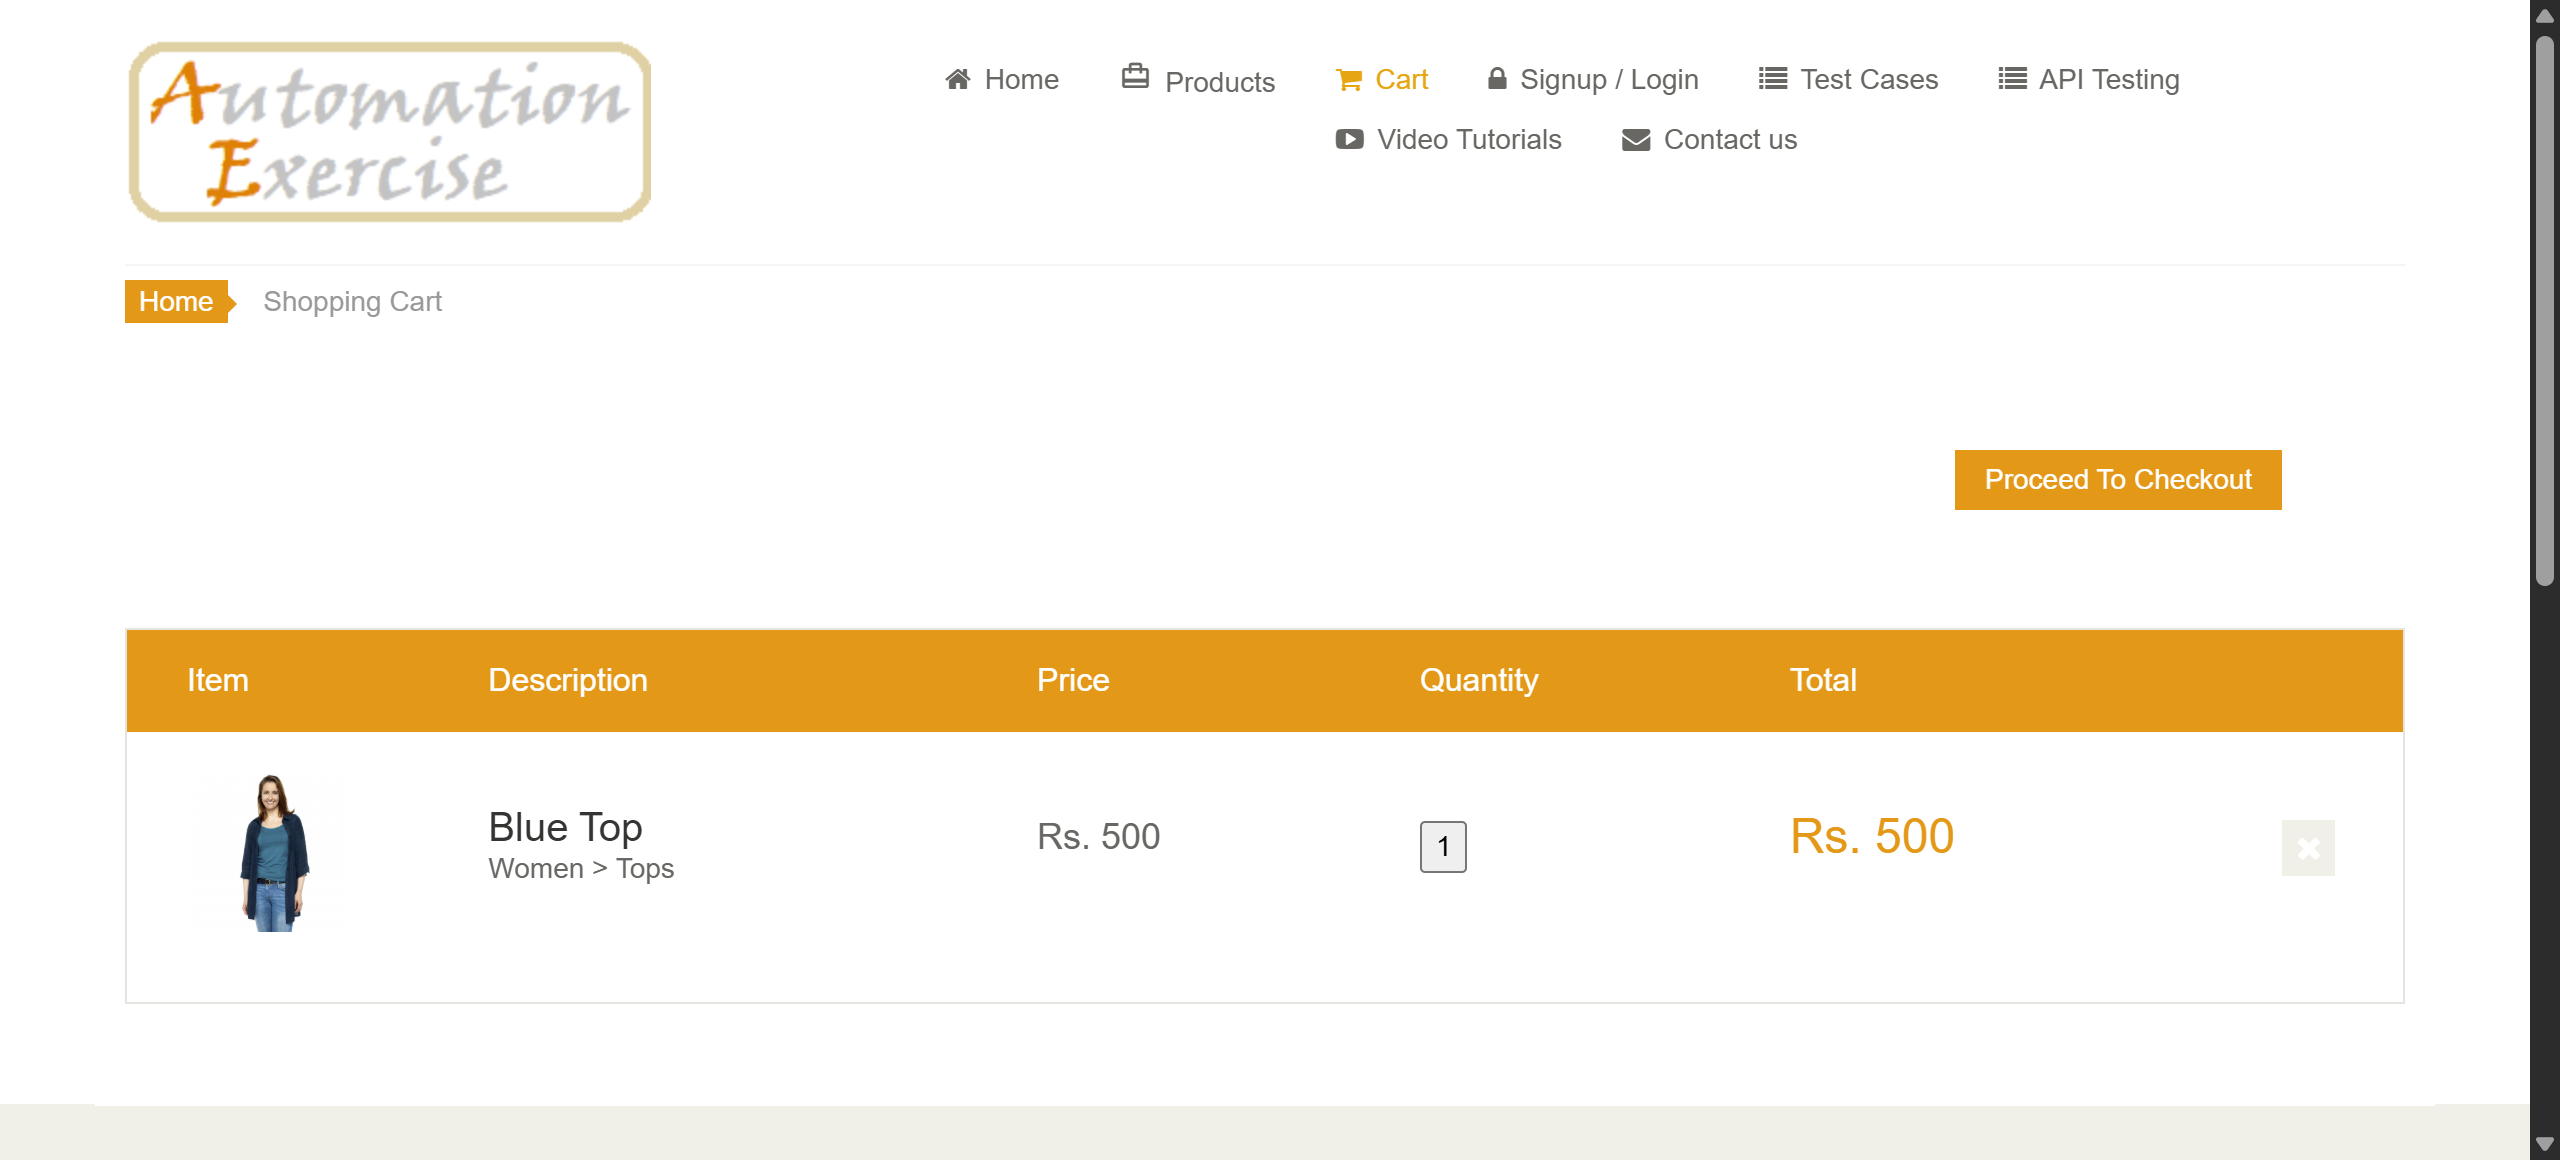 Automation
Exercise
Home Products Cart Signup / Login Test Cases API Testing
Video Tutorials Contact us
Home Shopping Cart
Proceed To Checkout
Item Description Price Quantity Total
Blue Top Rs. 500 1 Rs. 500
Women > Tops